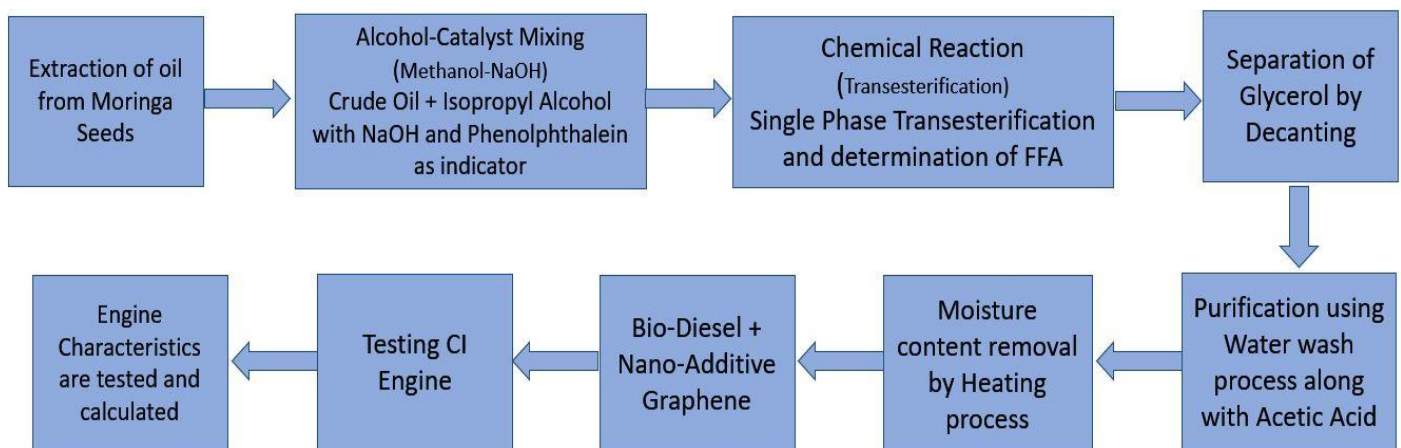 Extraction of oil
from Moringa
Seeds
Alcohol-Catalyst Mixing
(Methanol-NaOH)
Crude Oil + Isopropyl Alcohol
with NaOH and Phenolphthalein
as indicator
Chemical Reaction
(Transesterification)
Single Phase Transesterification
and determination of FFA
Separation of
Glycerol by
Decanting
Purification using
Water wash
process along
with Acetic Acid
Moisture
content removal
by Heating
process
Bio-Diesel +
Nano-Additive
Graphene
Testing CI
Engine
Engine
Characteristics
are tested and
calculated